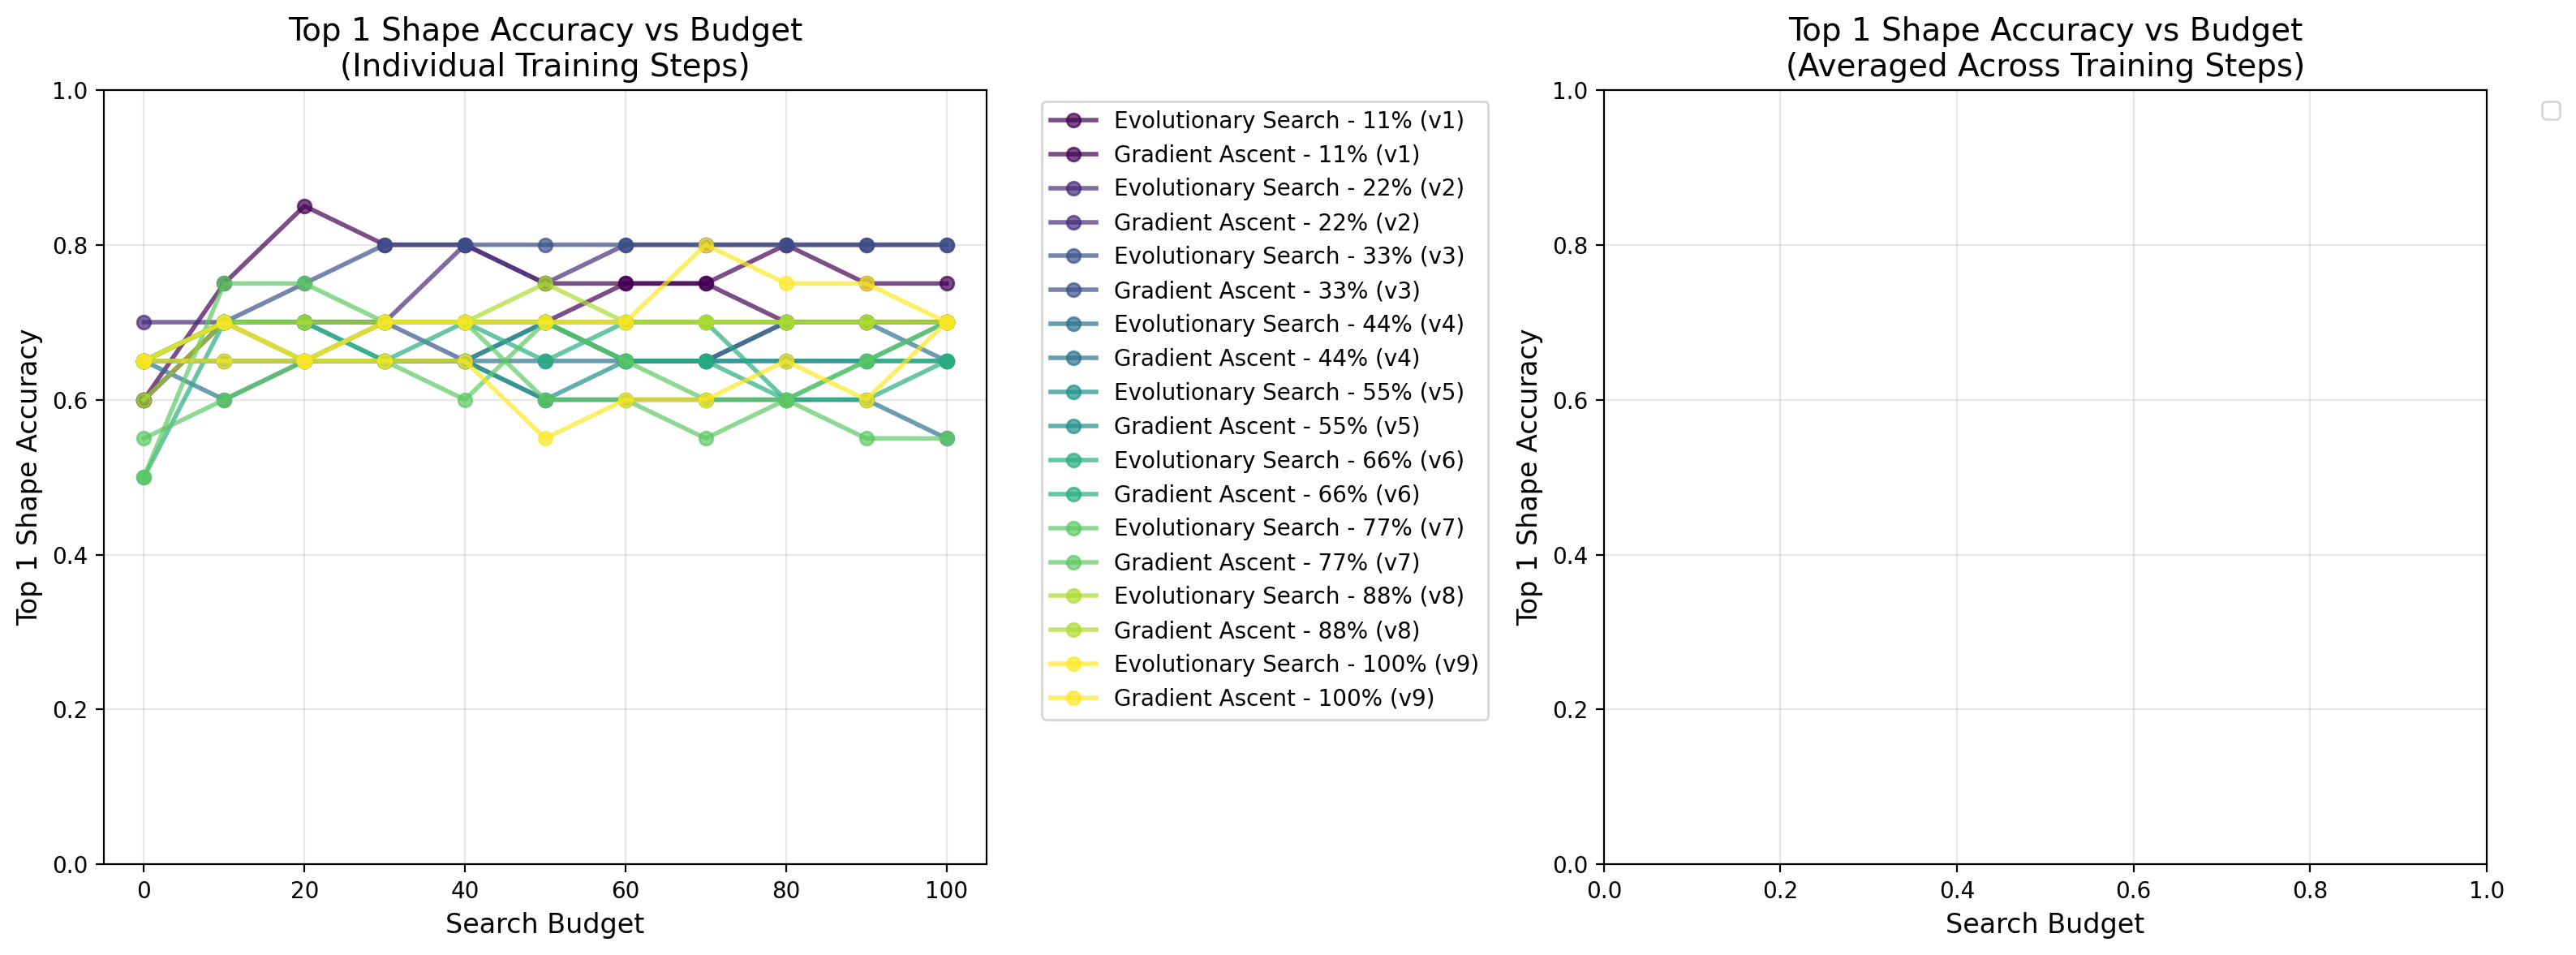 Top 1 Shape Accuracy vs Budget
(Individual Training Steps)
1.0
0.8
0.6
0.4
0.2
0.0
Top 1 Shape Accuracy
0
20
40
60
80
100
Search Budget
Evolutionary Search - 11% (v1)
Gradient Ascent - 11% (v1)
Evolutionary Search - 22% (v2)
Gradient Ascent - 22% (v2)
Evolutionary Search - 33% (v3)
Gradient Ascent - 33% (v3)
Evolutionary Search - 44% (v4)
Gradient Ascent - 44% (v4)
Evolutionary Search - 55% (v5)
Gradient Ascent - 55% (v5)
Evolutionary Search - 66% (v6)
Gradient Ascent - 66% (v6)
Evolutionary Search - 77% (v7)
Gradient Ascent - 77% (v7)
Evolutionary Search - 88% (v8)
Gradient Ascent - 88% (v8)
Evolutionary Search - 100% (v9)
Gradient Ascent - 100% (v9)
Top 1 Shape Accuracy vs Budget
(Averaged Across Training Steps)
1.0
0.8
0.6
0.4
0.2
0.0
Top 1 Shape Accuracy
0.0
0.2
0.4
0.6
0.8
1.0
Search Budget